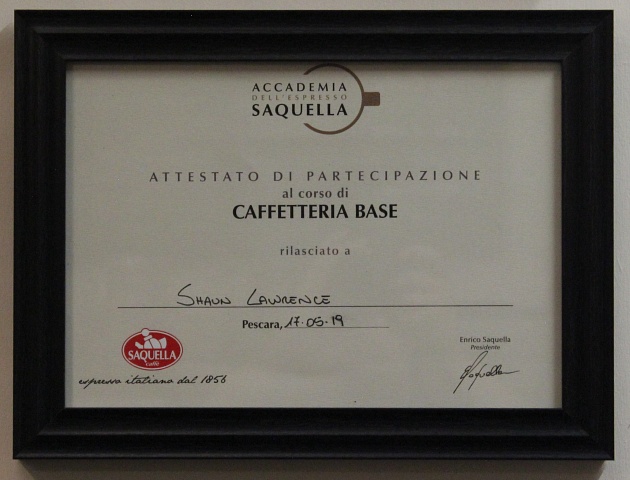 ACCADEMIA
DELL'ESPRESSO
SAQUELLA
ATTESTATO DI PARTECIPAZIONE
al corso di
CAFFETTERIA BASE
rilasciato a
SHAUN LAWRENCE
Pescara, 17.05.19
Enrico Saquella
Presidente
SAQUELLA
caffè
espresso italiano dal 1856